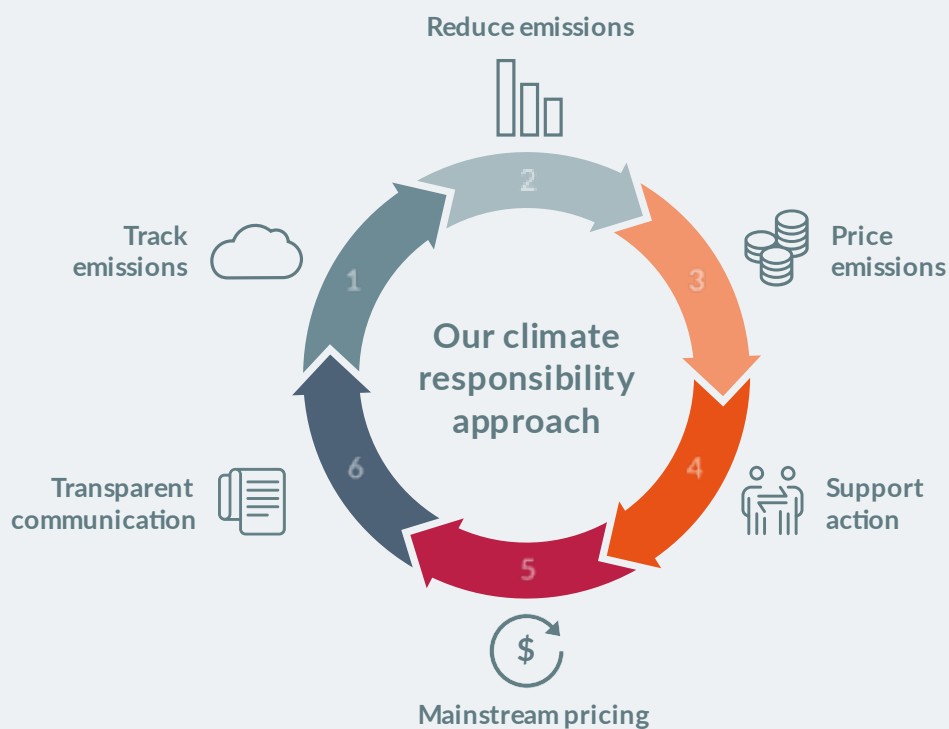 Reduce emissions
2
Track
emissions
1
3
Price
emissions
Our climate
responsibility
approach
Transparent
communication
6
4
Support
action
5
$
Mainstream pricing